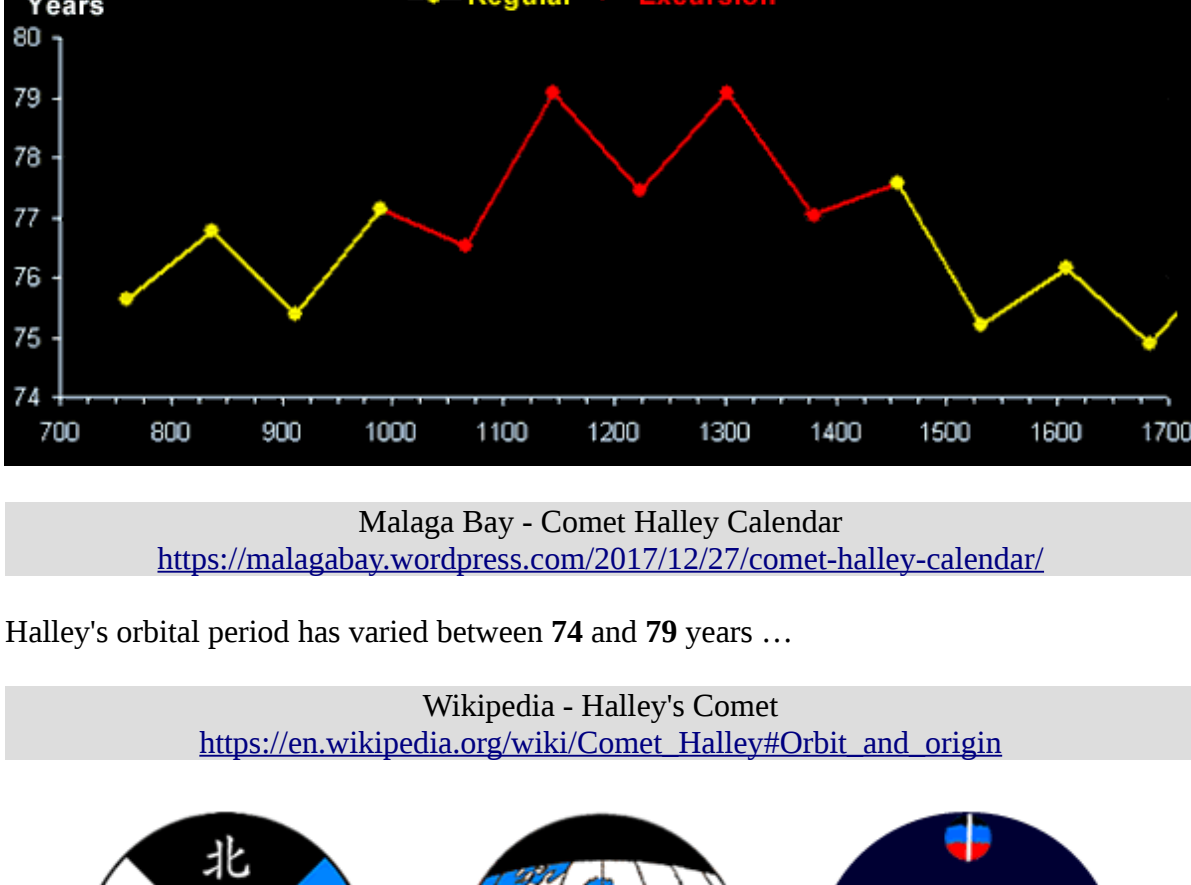 Years
Regular
Excursion
80
79
78
77
76
75
74
700 800 900 1000 1100 1200 1300 1400 1500 1600 1700
Malaga Bay - Comet Halley Calendar
https://malagabay.wordpress.com/2017/12/27/comet-halley-calendar/
Halley's orbital period has varied between 74 and 79 years …
Wikipedia - Halley's Comet
https://en.wikipedia.org/wiki/Comet_Halley#Orbit_and_origin
北